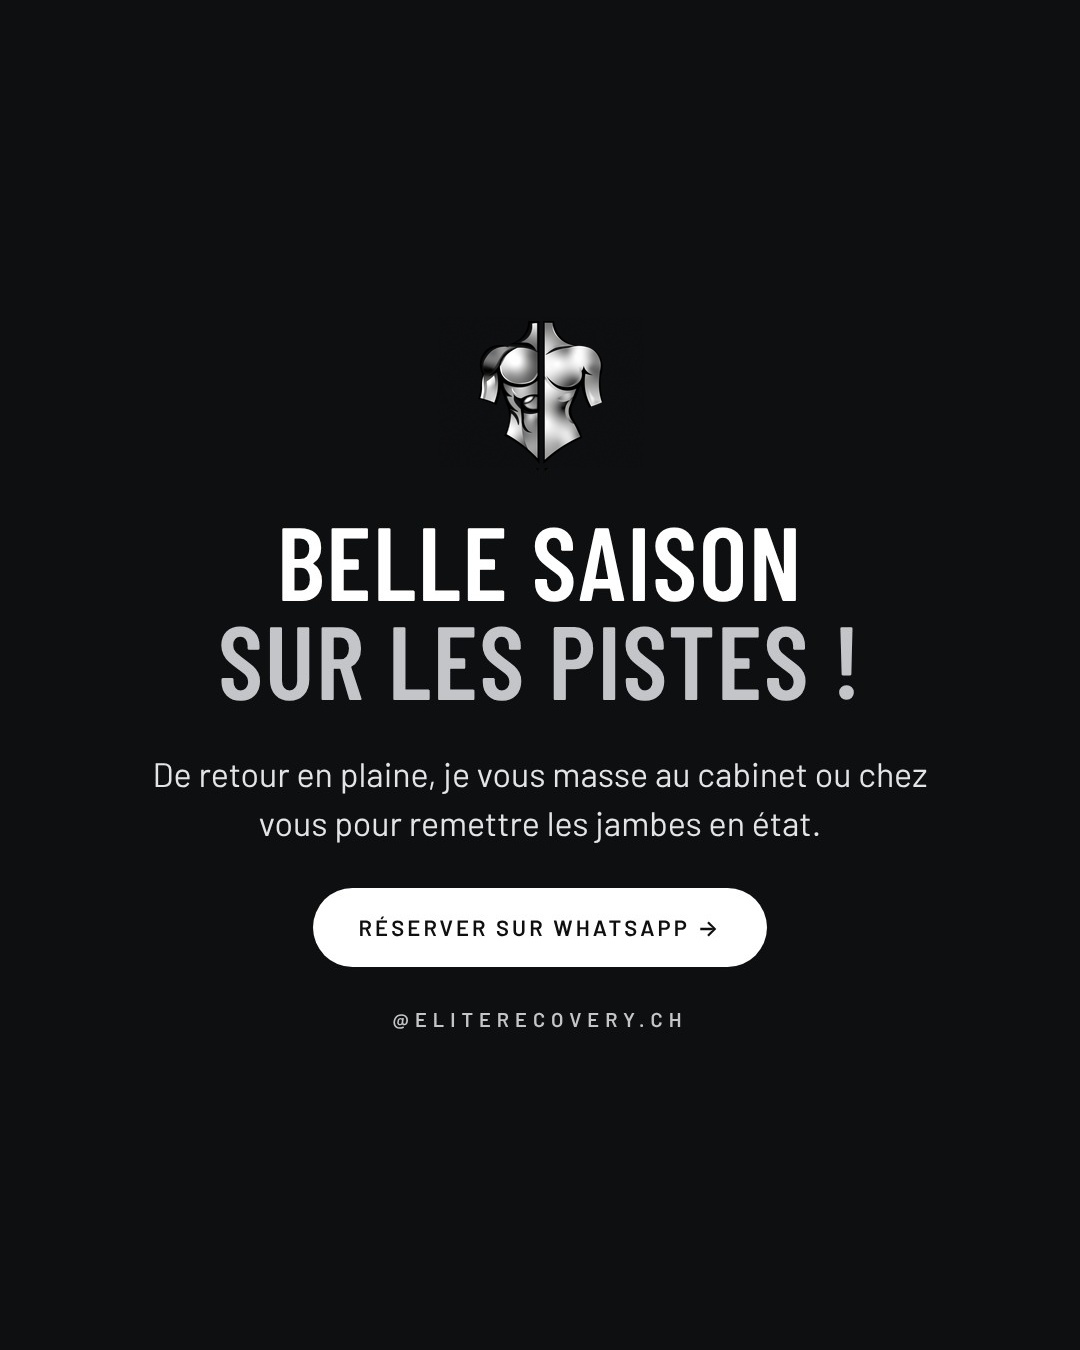 BELLE SAISON
SUR LES PISTES !
De retour en plaine, je vous masse au cabinet ou chez
vous pour remettre les jambes en état.
RÉSERVER SUR WHATSAPP →
@ELITERECOVERY.CH